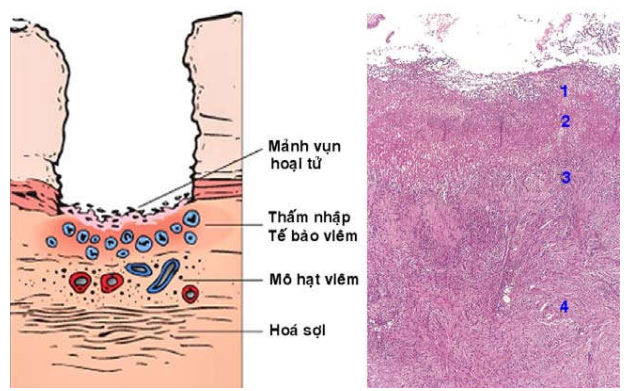 Mảnh vụn
hoại tử
Thấm nhập
Tế bào viêm
Mô hạt viêm
Hoá sợi
1
2
3
4